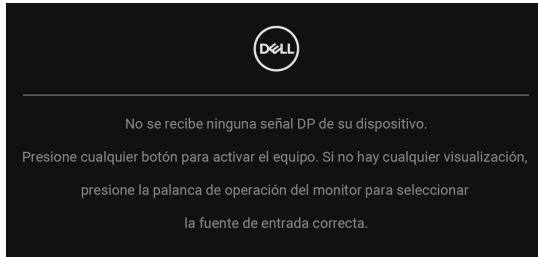 DELL
No se recibe ninguna señal DP de su dispositivo.
Presione cualquier botón para activar el equipo. Si no hay cualquier visualización,
presione la palanca de operación del monitor para seleccionar
la fuente de entrada correcta.